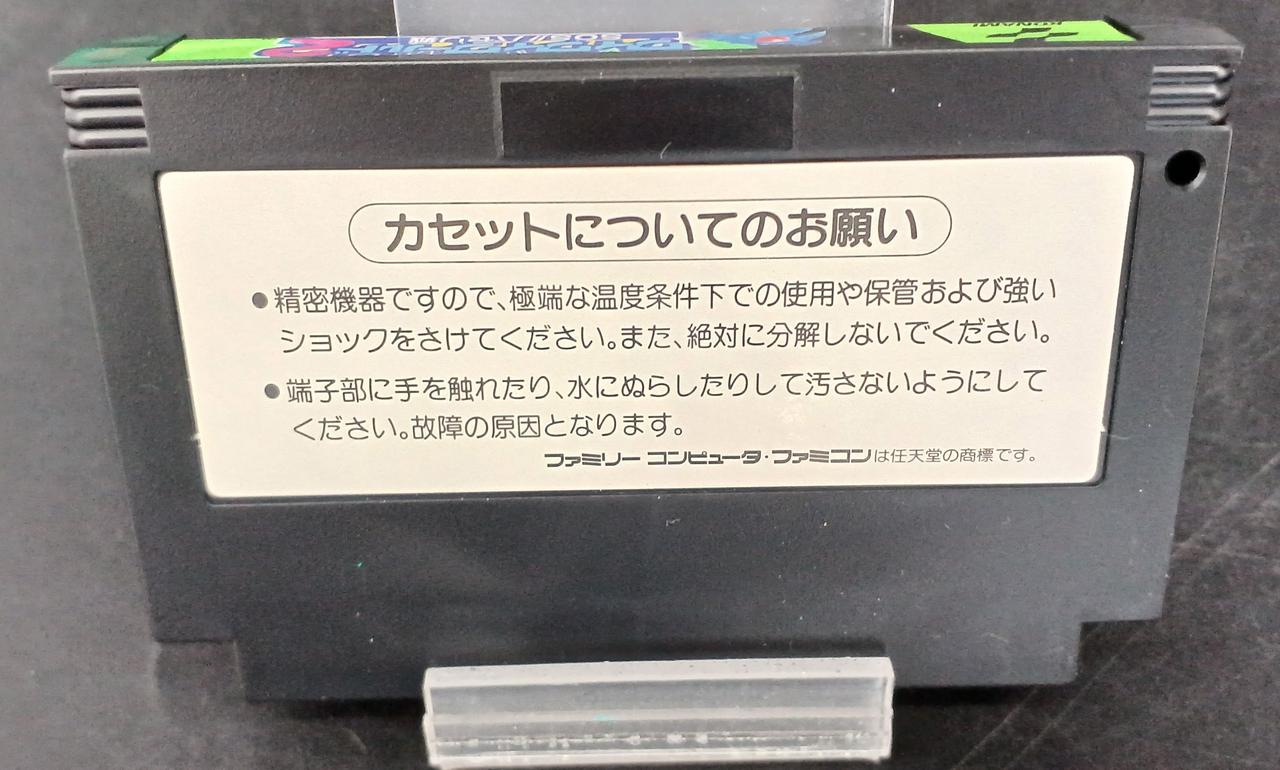 KONAMI
カセットについてのお願い
●精密機器ですので、極端な温度条件下での使用や保管および強い
ショックをさけてください。また、絶対に分解しないでください。
●端子部に手を触れたり、水にぬらしたりして汚さないようにして
ください。故障の原因となります。
ファミリー コンピュータ・ファミコンは任天堂の商標です。